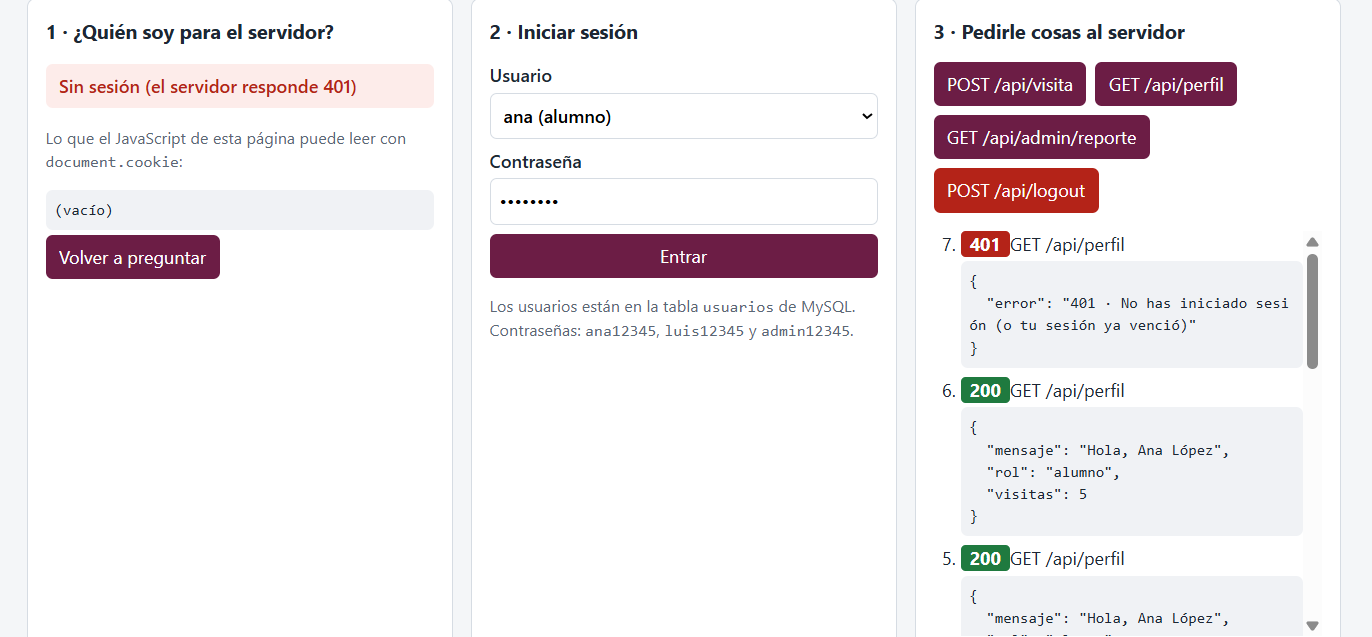 1 · ¿Quién soy para el servidor?
Sin sesión (el servidor responde 401)
Lo que el JavaScript de esta página puede leer con
document.cookie:
(vacío)
Volver a preguntar
2 · Iniciar sesión
Usuario
ana (alumno)
Contraseña
••••••••
Entrar
Los usuarios están en la tabla usuarios de MySQL.
Contraseñas: ana12345, luis12345 y admin12345.
3 · Pedirle cosas al servidor
POST /api/visita
GET /api/perfil
GET /api/admin/reporte
POST /api/logout
7. 401 GET /api/perfil
{
"error": "401 · No has iniciado sesi
ón (o tu sesión ya venció)"
}
6. 200 GET /api/perfil
{
"mensaje": "Hola, Ana López",
"rol": "alumno",
"visitas": 5
}
5. 200 GET /api/perfil
{
"mensaje": "Hola, Ana López",